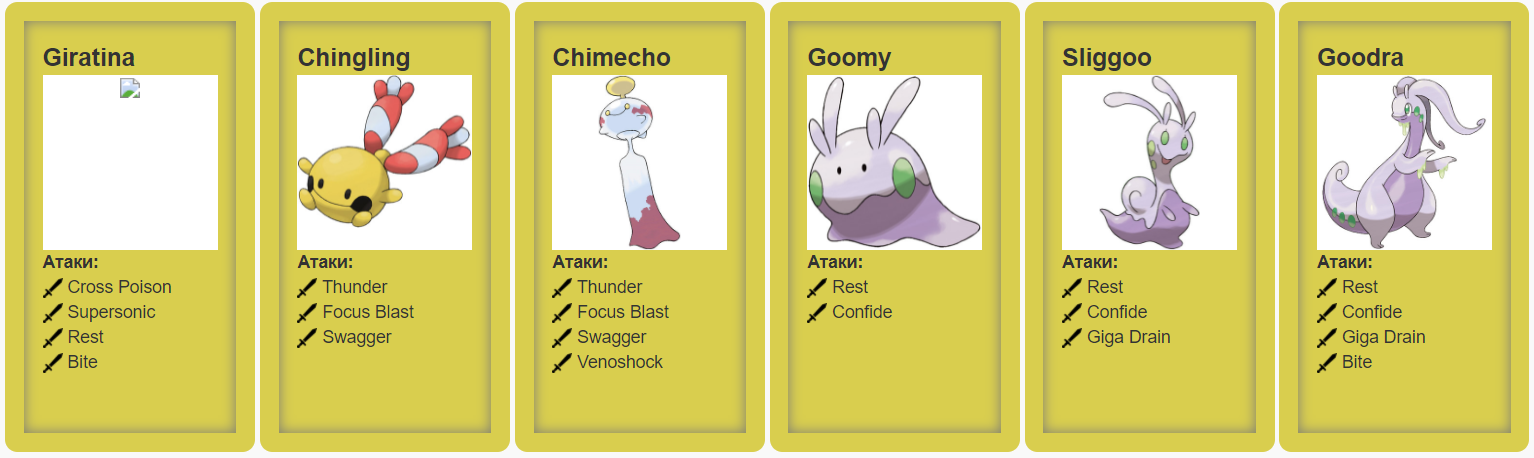 Giratina
Атаки:
Cross Poison
Supersonic
Rest
Bite
Chingling
Атаки:
Thunder
Focus Blast
Swagger
Chimecho
Атаки:
Thunder
Focus Blast
Swagger
Venoshock
Goomy
Атаки:
Rest
Confide
Sliggoo
Атаки:
Rest
Confide
Giga Drain
Goodra
Атаки:
Rest
Confide
Giga Drain
Bite